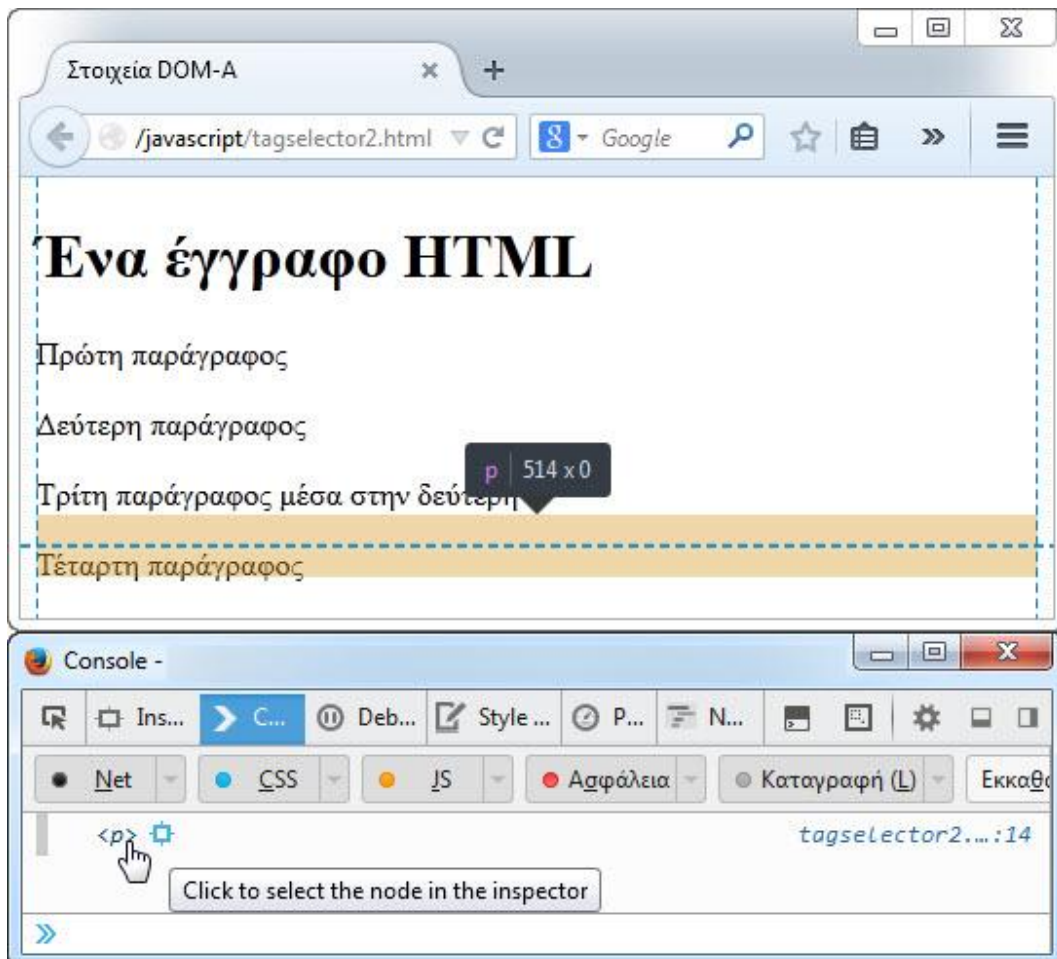 Στοιχεία DOM-A
/javascript/tagselector2.html
8 Google
Ένα έγγραφο HTML
Πρώτη παράγραφος
Δεύτερη παράγραφος
p 514 x 0
Τρίτη παράγραφος μέσα στην δεύτερη
Τέταρτη παράγραφος
Console -
Ins... C... Deb... Style ... P... N...
Net CSS JS Ασφάλεια Καταγραφή (L) Εκκαθ
<p> tagselector2.…:14
Click to select the node in the inspector